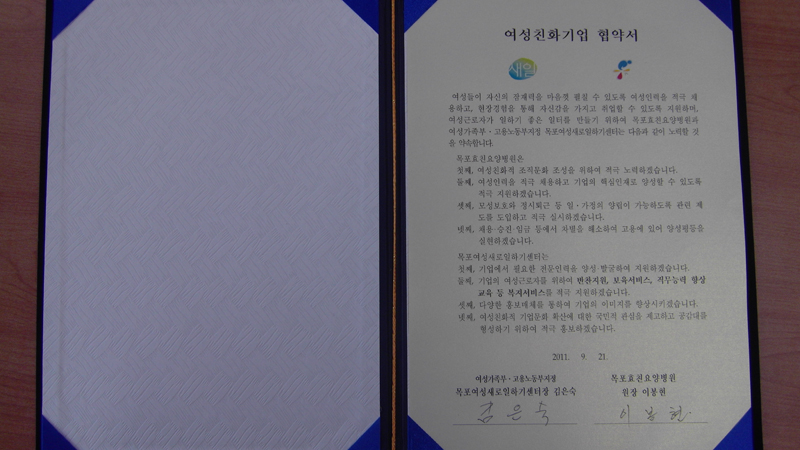 여성친화기업 협약서
새일
여성들이 자신의 잠재력을 마음껏 펼칠 수 있도록 여성인력을 적극 채
용하고, 현장경험을 통해 자신감을 가지고 취업할 수 있도록 지원하며,
여성근로자가 일하기 좋은 일터를 만들기 위하여 목포효진요양병원과
여성가족부·고용노동부지정 목포여성새로일하기센터는 다음과 같이 노력할 것
을 약속합니다.
목포효진요양병원은
첫째, 여성친화적 조직문화 조성을 위하여 적극 노력하겠습니다.
둘째, 여성인력을 적극 채용하고 기업의 핵심인재로 양성할 수 있도록
적극 지원하겠습니다.
셋째, 모성보호와 정시퇴근 등 일·가정의 양립이 가능하도록 관련 제
도를 도입하고 적극 실시하겠습니다.
넷째, 채용·승진·임금 등에서 차별을 해소하여 고용에 있어 양성평등을
실현하겠습니다.
목포여성새로일하기센터는
첫째, 기업에서 필요한 전문인력을 양성·발굴하여 지원하겠습니다.
둘째, 기업의 여성근로자를 위하여 반찬지원, 보육서비스, 직무능력 향상
교육 등 복지서비스를 적극 지원하겠습니다.
셋째, 다양한 홍보매체를 통하여 기업의 이미지를 향상시키겠습니다.
넷째, 여성친화적 기업문화 확산에 대한 국민적 관심을 제고하고 공감대를
형성하기 위하여 적극 홍보하겠습니다.
2011. 9. 21.
여성가족부·고용노동부지정
목포여성새로일하기센터장 김은숙
김은숙
목포효진요양병원
원장 이봉현
이봉현